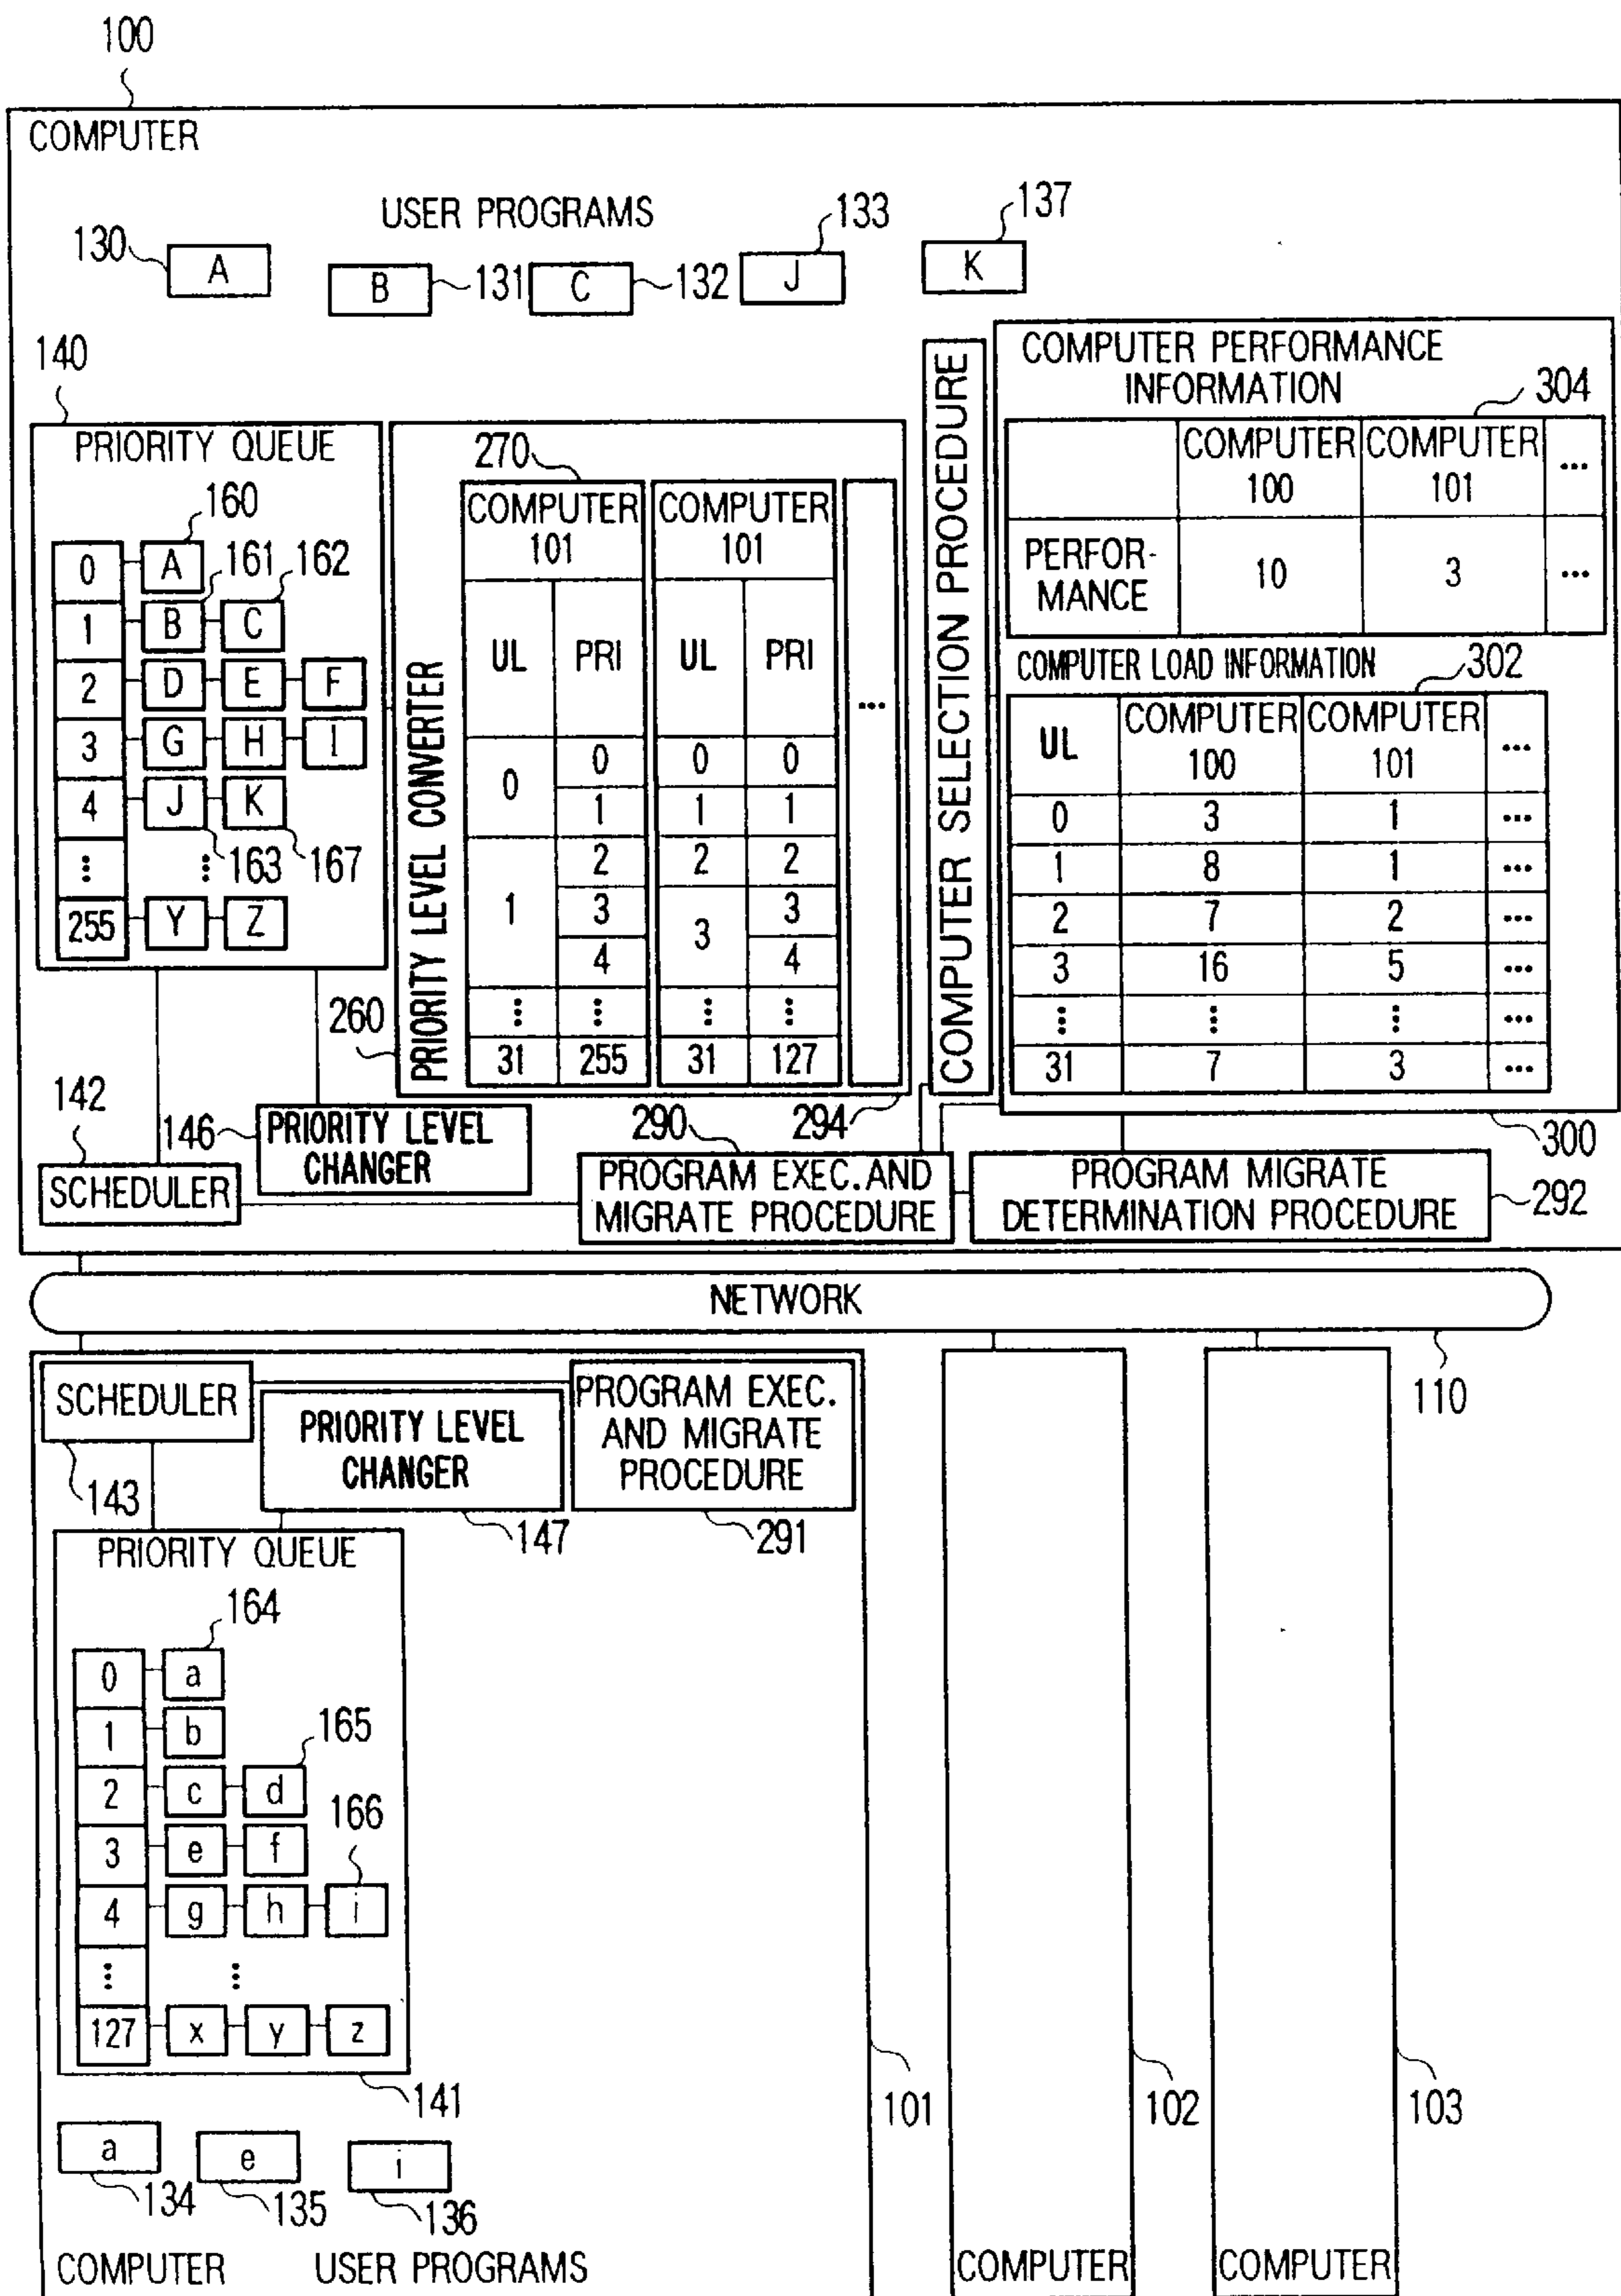 100
COMPUTER
USER PROGRAMS
130 A
B 131
C 132
J 133
K 137
140
PRIORITY QUEUE
160
0 A
161 162
1 B C
2 D E F
3 G H I
4 J K
⋮ ⋮ 163 167
255 Y Z
PRIORITY LEVEL CONVERTER
260
270
COMPUTER 101 COMPUTER 101 ...
UL PRI UL PRI
0 0 0 0
1 1 1
1 2 2 2
3 3 3
4 4
⋮ ⋮ ⋮ ⋮
31 255 31 127
294
COMPUTER SELECTION PROCEDURE
COMPUTER PERFORMANCE
INFORMATION
304
COMPUTER 100 COMPUTER 101 ...
PERFOR-
MANCE 10 3 ...
COMPUTER LOAD INFORMATION
302
UL COMPUTER 100 COMPUTER 101 ...
0 3 1 ...
1 8 1 ...
2 7 2 ...
3 16 5 ...
⋮ ⋮ ⋮ ...
31 7 3 ...
300
142
SCHEDULER
146
PRIORITY LEVEL
CHANGER
290
PROGRAM EXEC.AND
MIGRATE PROCEDURE
PROGRAM MIGRATE
DETERMINATION PROCEDURE
292
NETWORK
110
SCHEDULER
143
PRIORITY LEVEL
CHANGER
147
PROGRAM EXEC.
AND MIGRATE
PROCEDURE
291
PRIORITY QUEUE
164
0 a
1 b
165
2 c d
3 e f
166
4 g h i
⋮ ⋮
127 x y z
141
a
134
e
135
i
136
COMPUTER USER PROGRAMS
101
COMPUTER
102
COMPUTER
103